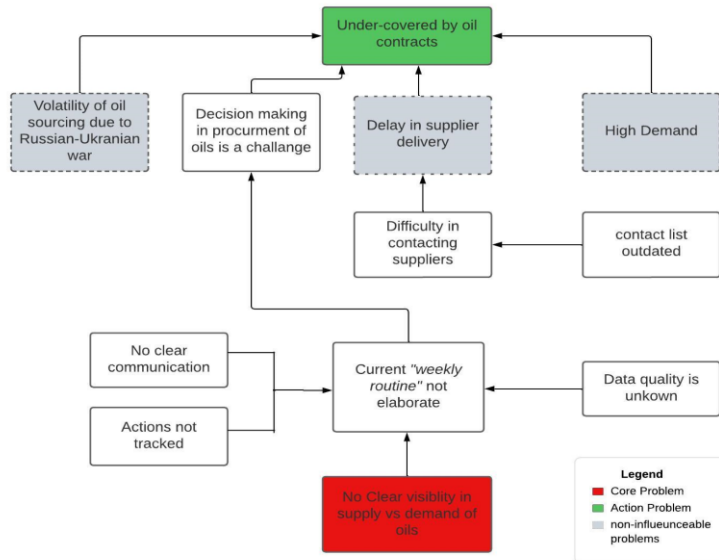 Under-covered by oil
contracts
Volatility of oil
sourcing due to
Russian-Ukranian
war
Decision making
in procurment of
oils is a challange
Delay in supplier
delivery
High Demand
Difficulty in
contacting
suppliers
contact list
outdated
No clear
communication
Actions not
tracked
Current "weekly
routine" not
elaborate
Data quality is
unkown
No Clear visiblity in
supply vs demand of
oils
Legend
Core Problem
Action Problem
non-influeunceable
problems